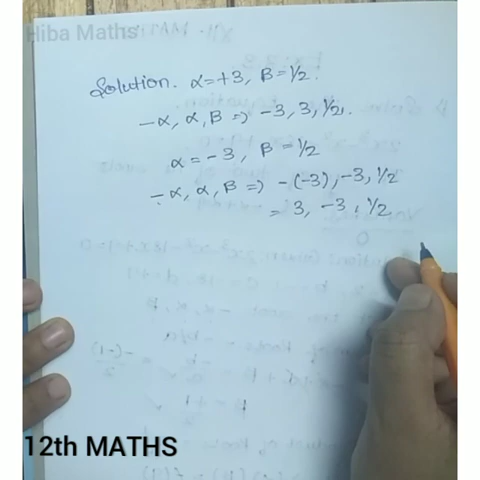 Hiba Maths
Solution. α=+3, β=1/2.
-α, α, β => -3, 3, 1/2.
α=-3, β=1/2
-α, α, β => -(-3), -3, 1/2
= 3, -3, 1/2
12th MATHS